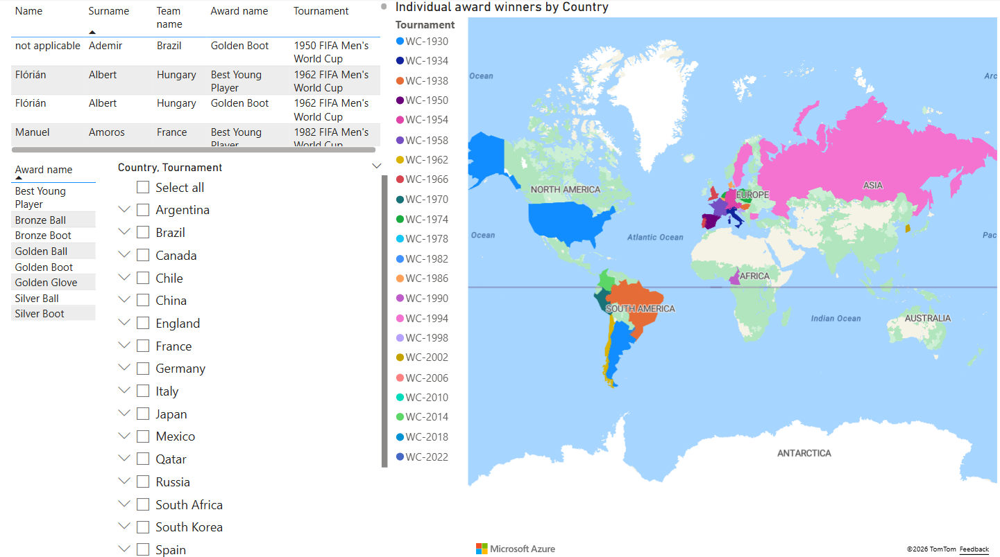 Name Surname Team name Award name Tournament
not applicable Ademir Brazil Golden Boot 1950 FIFA Men's World Cup
Flórián Albert Hungary Best Young Player 1962 FIFA Men's World Cup
Flórián Albert Hungary Golden Boot 1962 FIFA Men's World Cup
Manuel Amoros France Best Young Player 1982 FIFA Men's World Cup
Award name
Best Young
Player
Bronze Ball
Bronze Boot
Golden Ball
Golden Boot
Golden Glove
Silver Ball
Silver Boot
Country, Tournament
Select all
Argentina
Brazil
Canada
Chile
China
England
France
Germany
Italy
Japan
Mexico
Qatar
Russia
South Africa
South Korea
Spain
Individual award winners by Country
Tournament
WC-1930
WC-1934
WC-1938
WC-1950
WC-1954
WC-1958
WC-1962
WC-1966
WC-1970
WC-1974
WC-1978
WC-1982
WC-1986
WC-1990
WC-1994
WC-1998
WC-2002
WC-2006
WC-2010
WC-2014
WC-2018
WC-2022
Ocean
Arc
NORTH AMERICA
EUROPE
ASIA
Ocean
Atlantic Ocean
Pac
AFRICA
SOUTH AMERICA
Indian Ocean
AUSTRALIA
ANTARCTICA
Microsoft Azure
©2026 TomTom Feedback